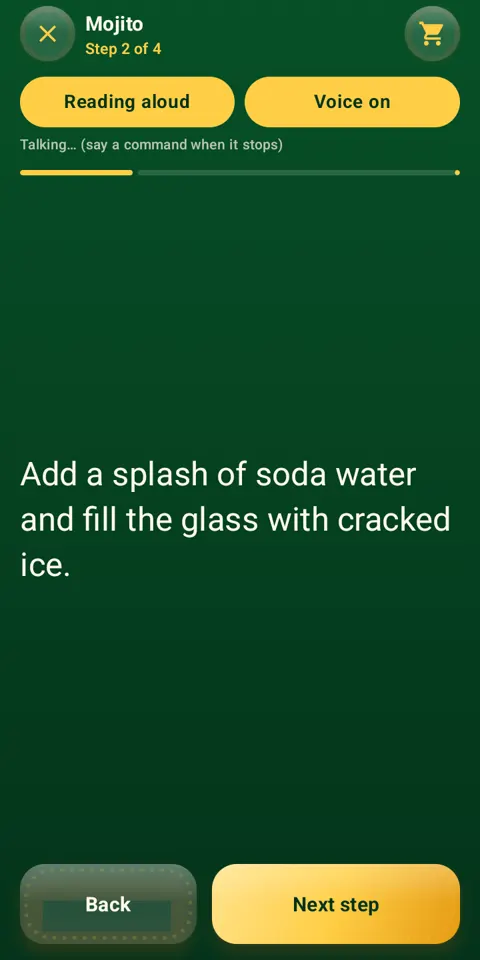 Mojito
Step 2 of 4
Reading aloud
Voice on
Talking… (say a command when it stops)
Add a splash of soda water
and fill the glass with cracked
ice.
Back
Next step